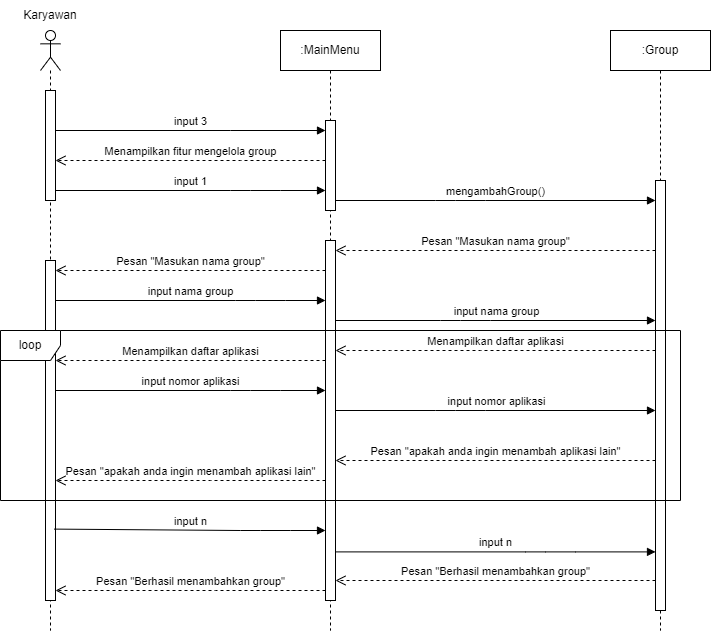 Karyawan
:MainMenu
:Group
input 3
Menampilkan fitur mengelola group
input 1
mengambahGroup()
Pesan "Masukan nama group"
Pesan "Masukan nama group"
input nama group
input nama group
loop
Menampilkan daftar aplikasi
Menampilkan daftar aplikasi
input nomor aplikasi
input nomor aplikasi
Pesan "apakah anda ingin menambah aplikasi lain"
Pesan "apakah anda ingin menambah aplikasi lain"
input n
input n
Pesan "Berhasil menambahkan group"
Pesan "Berhasil menambahkan group"